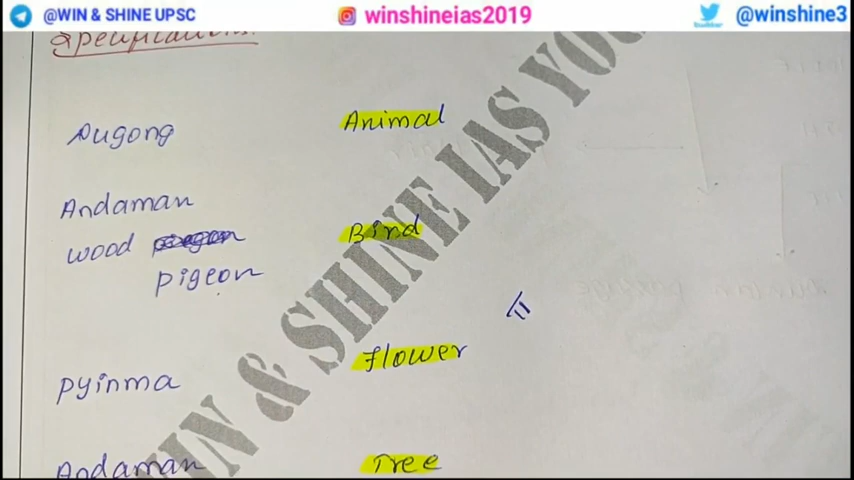 @WIN & SHINE UPSC winshineias2019 @winshine3
Specifications:
Dugong Animal
Andaman
wood Bird
pigeon
Pyinma Flower
Andaman Tree
WIN & SHINE IAS YOU